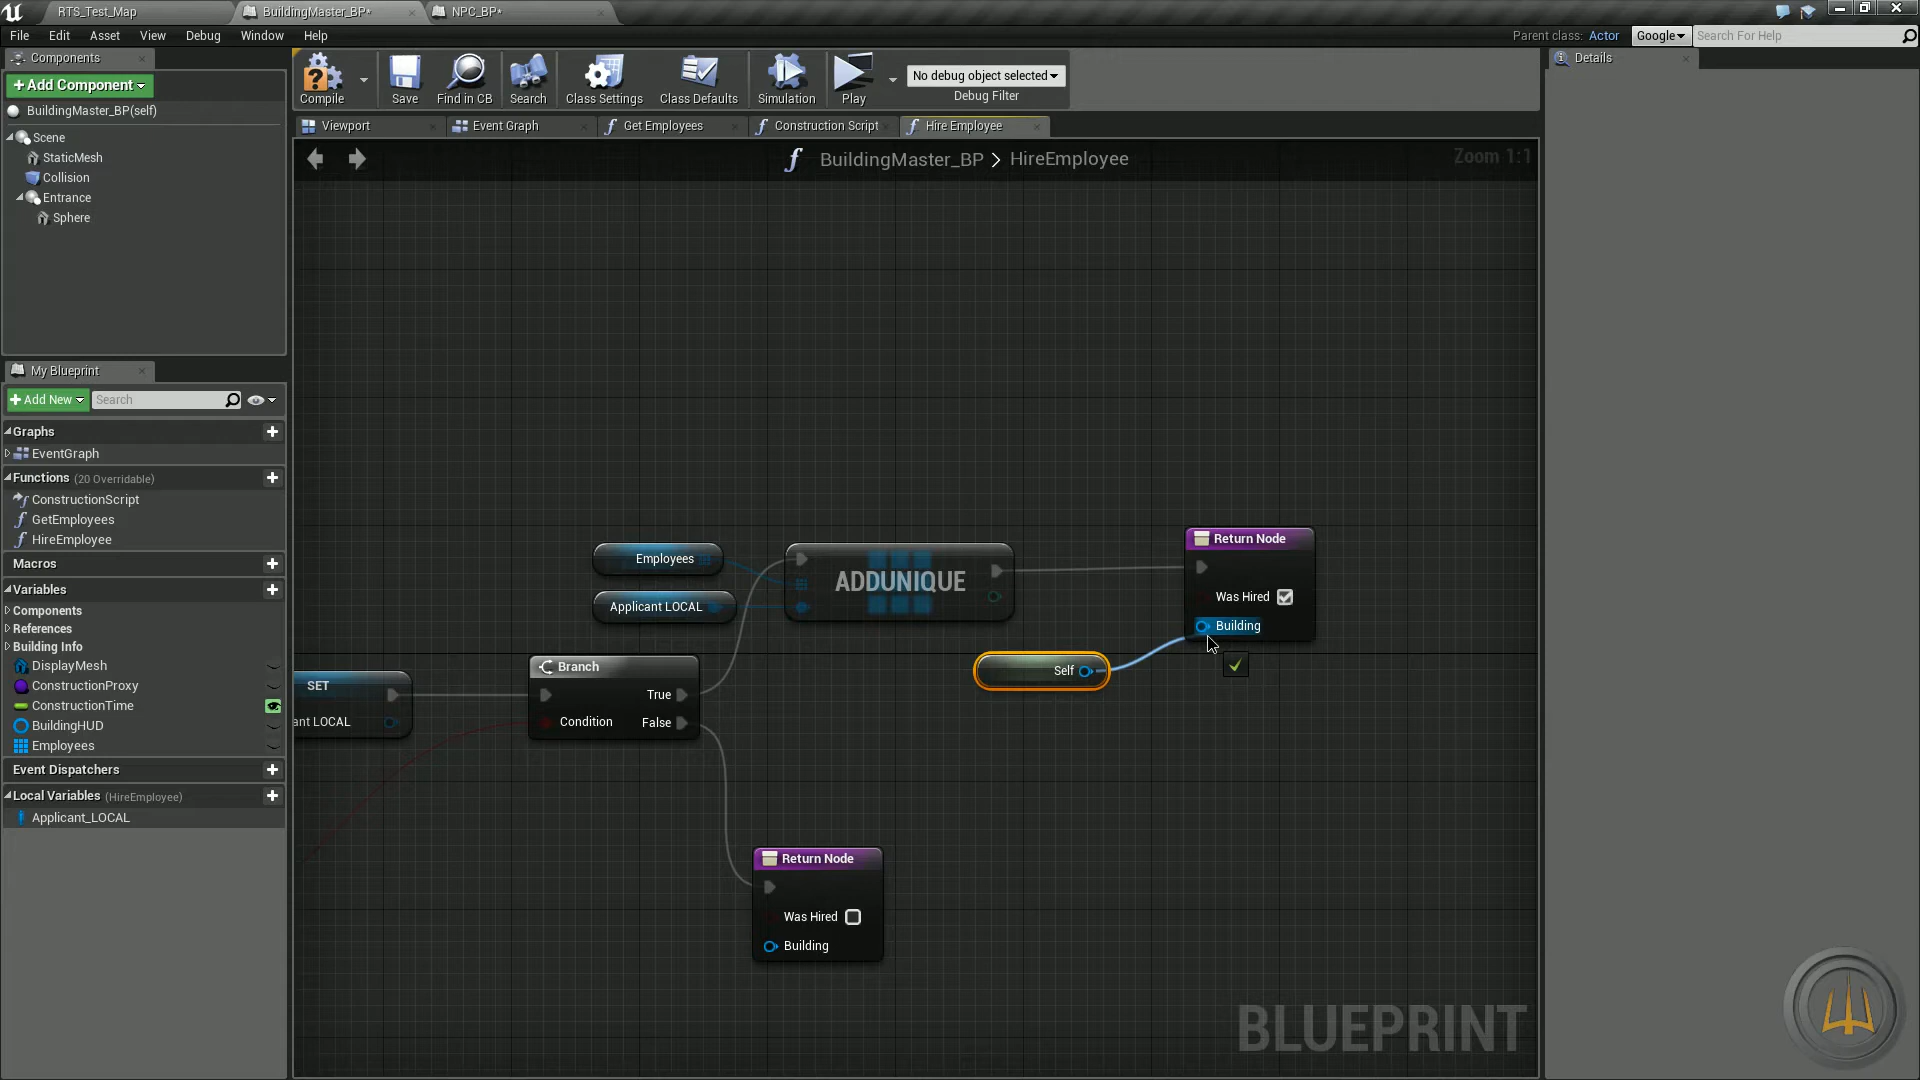 RTS_Test_Map
BuildingMaster_BP*
NPC_BP*
File Edit Asset View Debug Window Help
Parent class: Actor
Google
Search For Help
Components
+Add Component
BuildingMaster_BP(self)
Scene
StaticMesh
Collision
Entrance
Sphere
Compile
Save
Find in CB
Search
Class Settings
Class Defaults
Simulation
Play
No debug object selected
Debug Filter
Details
Viewport
Event Graph
Get Employees
Construction Script
Hire Employee
BuildingMaster_BP > HireEmployee
Zoom 1:1
My Blueprint
+Add New
Search
Graphs
EventGraph
Functions (20 Overridable)
ConstructionScript
GetEmployees
HireEmployee
Macros
Variables
Components
References
Building Info
DisplayMesh
ConstructionProxy
ConstructionTime
BuildingHUD
Employees
Event Dispatchers
Local Variables (HireEmployee)
Applicant_LOCAL
Employees
Applicant LOCAL
ADDUNIQUE
Return Node
Was Hired
Building
Self
SET
ant LOCAL
Branch
True
Condition
False
Return Node
Was Hired
Building
BLUEPRINT